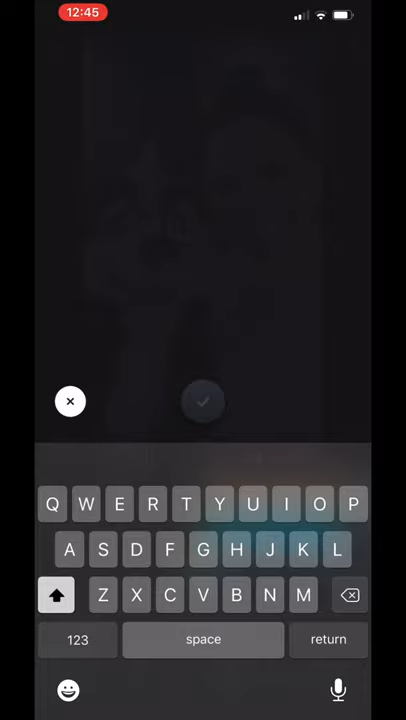 12:45
Q W E R T Y U I O P
A S D F G H J K L
Z X C V B N M
123 space return